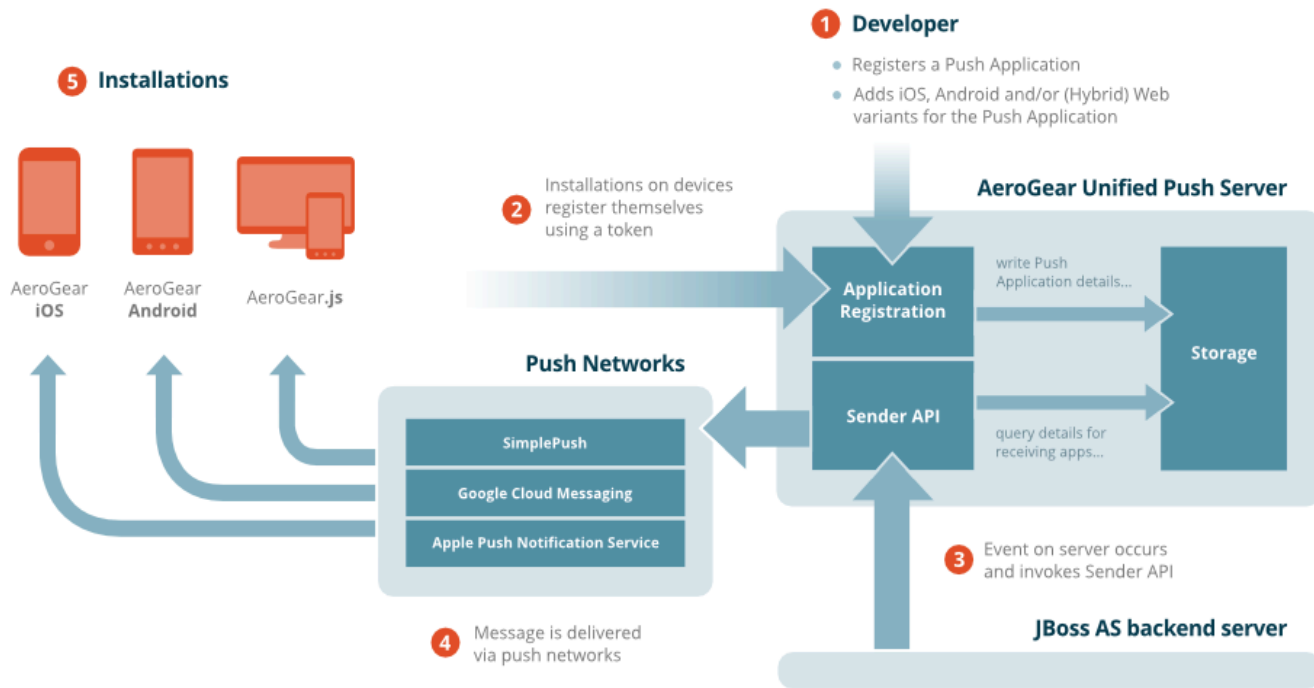 1 Developer
Registers a Push Application
Adds iOS, Android and/or (Hybrid) Web
variants for the Push Application
5 Installations
AeroGear
iOS
AeroGear
Android
AeroGear.js
2 Installations on devices
register themselves
using a token
AeroGear Unified Push Server
Application
Registration
write Push
Application details...
Storage
Sender API
query details for
receiving apps...
Push Networks
SimplePush
Google Cloud Messaging
Apple Push Notification Service
3 Event on server occurs
and invokes Sender API
4 Message is delivered
via push networks
JBoss AS backend server